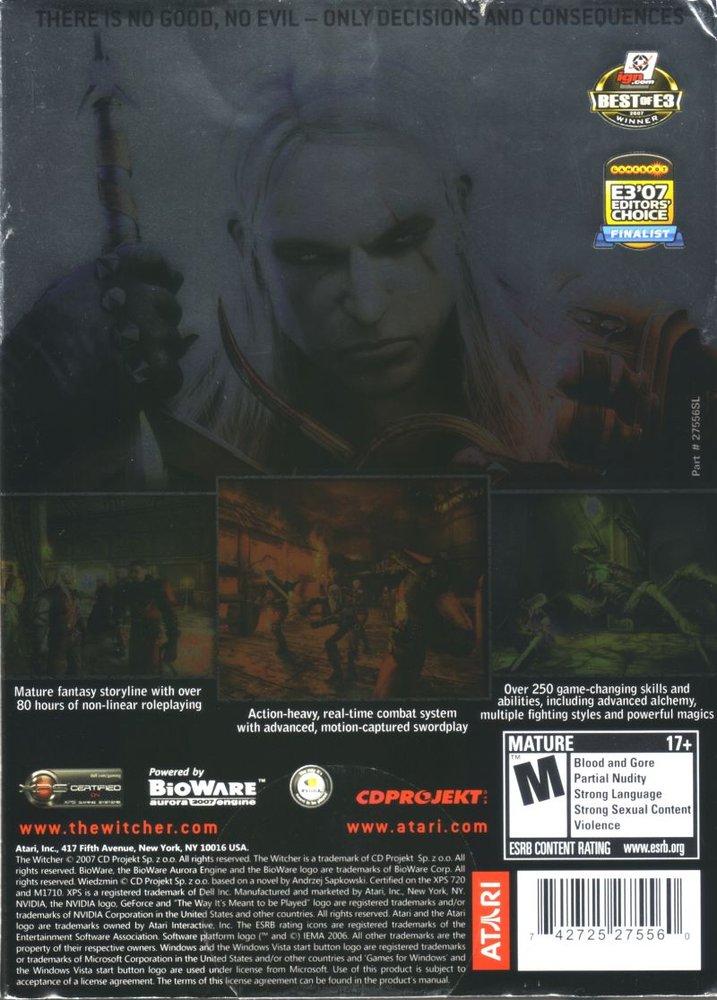 THERE IS NO GOOD, NO EVIL – ONLY DECISIONS AND CONSEQUENCES
ign.com
BEST OF E3
2007
WINNER
GAMESPOT
E3'07
EDITORS'
CHOICE
FINALIST
Part # 27556SL
Mature fantasy storyline with over
80 hours of non-linear roleplaying
Action-heavy, real-time combat system
with advanced, motion-captured swordplay
Over 250 game-changing skills and
abilities, including advanced alchemy,
multiple fighting styles and powerful magics
XPS CERTIFIED
Powered by
BIOWARE™
aurora 2007 engine
CDPROJEKT
www.thewitcher.com
www.atari.com
MATURE 17+
M
Blood and Gore
Partial Nudity
Strong Language
Strong Sexual Content
Violence
ESRB CONTENT RATING www.esrb.org
Atari, Inc., 417 Fifth Avenue, New York, NY 10016 USA.
The Witcher © 2007 CD Projekt Sp. z o.o. All rights reserved. The Witcher is a trademark of CD Projekt Sp. z o.o. All
rights reserved. BioWare, the BioWare Aurora Engine and the BioWare logo are trademarks of BioWare Corp. All
rights reserved. Wiedzmin © CD Projekt Sp. z o.o. based on a novel by Andrzej Sapkowski. Certified on the XPS 720
and M1710. XPS is a registered trademark of Dell Inc. Manufactured and marketed by Atari, Inc., New York, NY.
NVIDIA, the NVIDIA logo, GeForce and "The Way It's Meant to be Played" logo are registered trademarks and/or
trademarks of NVIDIA Corporation in the United States and other countries. All rights reserved. Atari and the Atari
logo are trademarks owned by Atari Interactive, Inc. The ESRB rating icons are registered trademarks of the
Entertainment Software Association. Software platform logo (™ and ©) IEMA 2006. All other trademarks are the
property of their respective owners. Windows and the Windows Vista start button logo are registered trademarks
or trademarks of Microsoft Corporation in the United States and/or other countries and 'Games for Windows' and
the Windows Vista start button logo are used under license from Microsoft. Use of this product is subject to
acceptance of a license agreement. The terms of this license agreement can be found in the product's manual.
ATARI
7 42725 27556 0